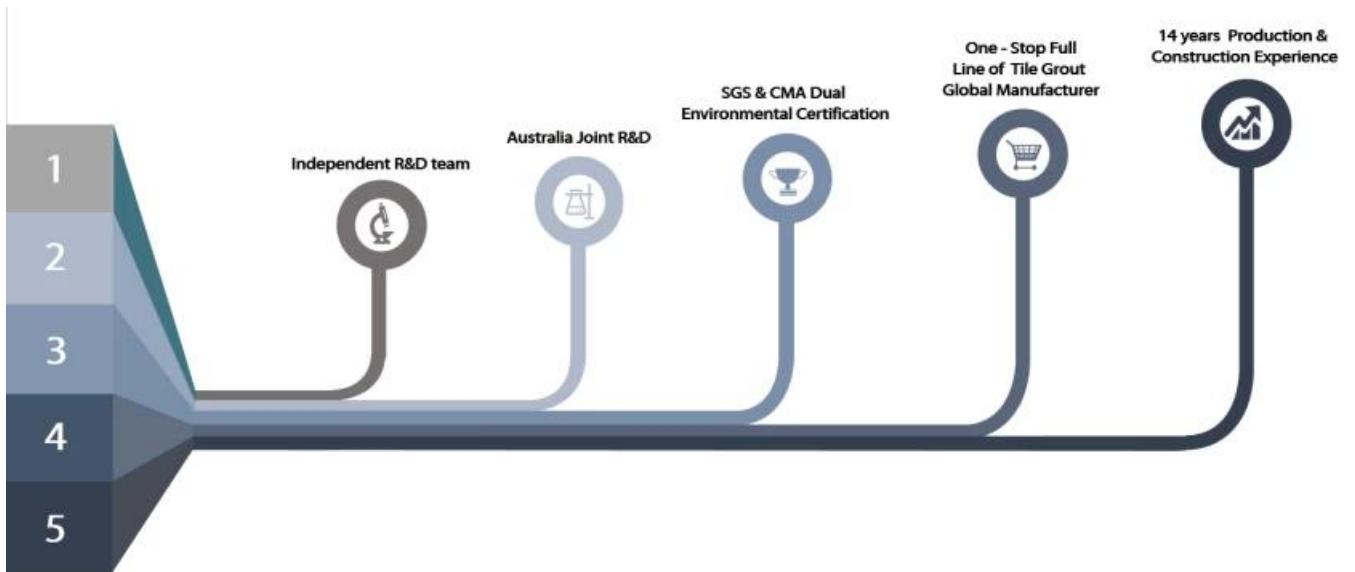 1
2
3
4
5
Independent R&D team
Australia Joint R&D
SGS & CMA Dual
Environmental Certification
One - Stop Full
Line of Tile Grout
Global Manufacturer
14 years Production &
Construction Experience